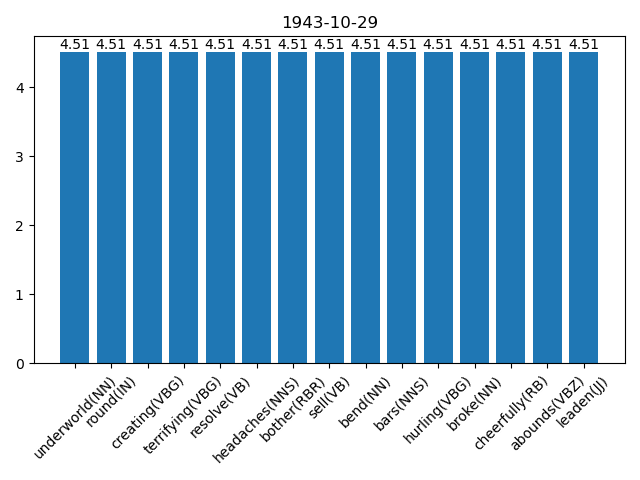 1943-10-29
4.51 4.51 4.51 4.51 4.51 4.51 4.51 4.51 4.51 4.51 4.51 4.51 4.51 4.51 4.51
4
3
2
1
0
underworld(NN)
round(IN)
creating(VBG)
terrifying(VBG)
resolve(VB)
headaches(NNS)
bother(RBR)
sell(VB)
bend(NN)
bars(NNS)
hurling(VBG)
broke(NN)
cheerfully(RB)
abounds(VBZ)
leaden(JJ)